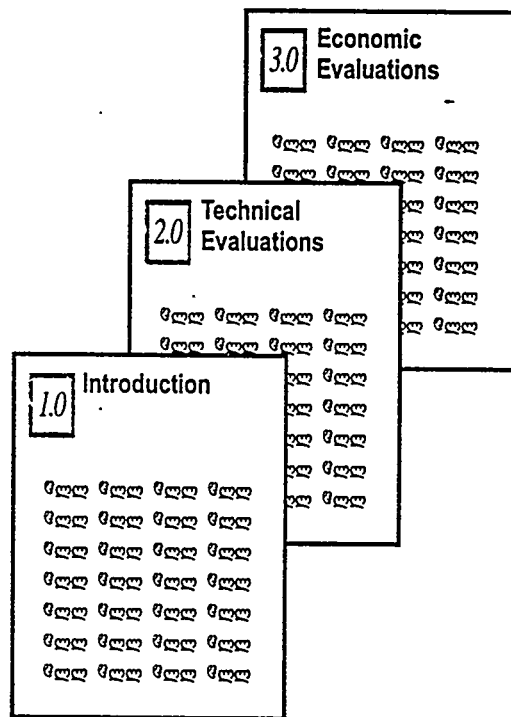 3.0
Economic
Evaluations
2.0
Technical
Evaluations
1.0
Introduction